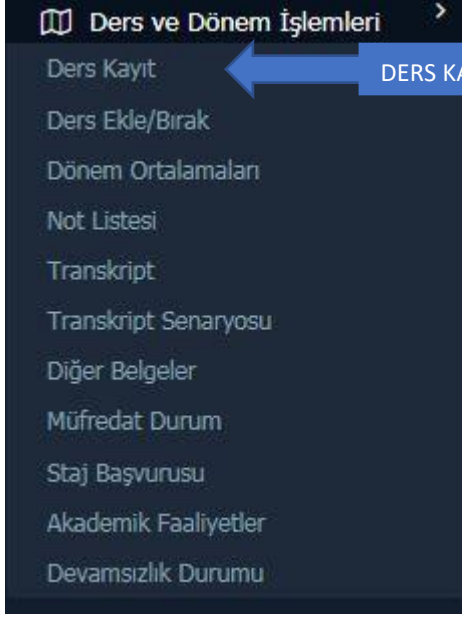 Ders ve Dönem İşlemleri
Ders Kayıt
DERS
Ders Ekle/Bırak
Dönem Ortalamaları
Not Listesi
Transkript
Transkript Senaryosu
Diğer Belgeler
Müfredat Durum
Staj Başvurusu
Akademik Faaliyetler
Devamsızlık Durumu